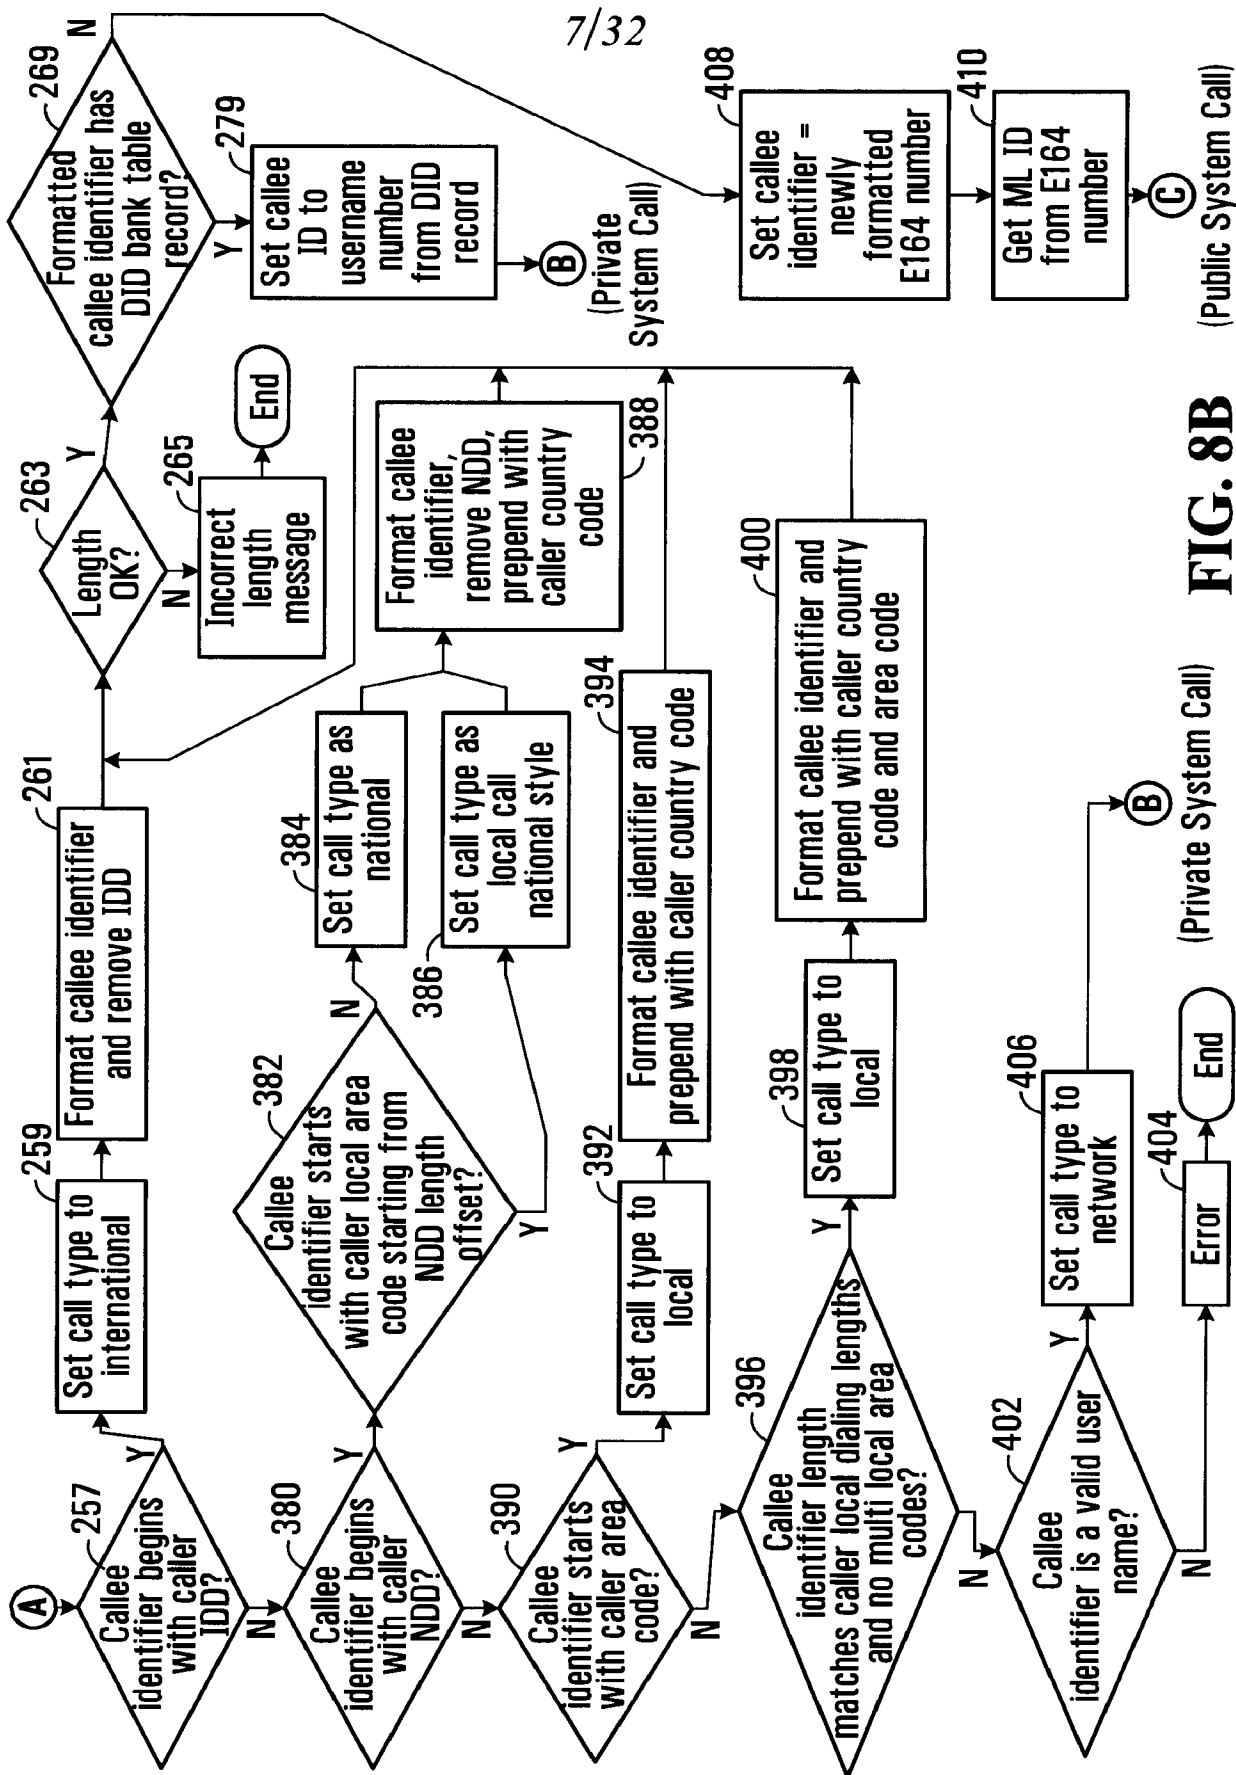 7/32
A
257
Callee
identifier begins
with caller
IDD?
Y
N
259
Set call type to
international
261
Format callee identifier
and remove IDD
263
Length
OK?
Y
N
265
Incorrect
length
message
End
269
Formatted
callee identifier has
DID bank table
record?
N
Y
279
Set callee
ID to
username
number
from DID
record
B
(Private
System Call)
380
Callee
identifier begins
with caller
NDD?
Y
N
382
Callee
identifier starts
with caller local area
code starting from
NDD length
offset?
N
Y
384
Set call type as
national
386
Set call type as
local call
national style
Format callee
identifier,
remove NDD,
prepend with
caller country
code
388
390
Callee
identifier starts
with caller area
code?
Y
N
392
Set call type to
local
394
Format callee identifier and
prepend with caller country code
396
Callee
identifier length
matches caller local dialing lengths
and no multi local area
codes?
Y
N
398
Set call type to
local
400
Format callee identifier and
prepend with caller country
code and area code
408
Set callee
identifier =
newly
formatted
E164 number
410
Get ML ID
from E164
number
C
(Public System Call)
402
Callee
identifier is a valid user
name?
Y
N
406
Set call type to
network
B
(Private System Call)
404
Error
End
FIG. 8B